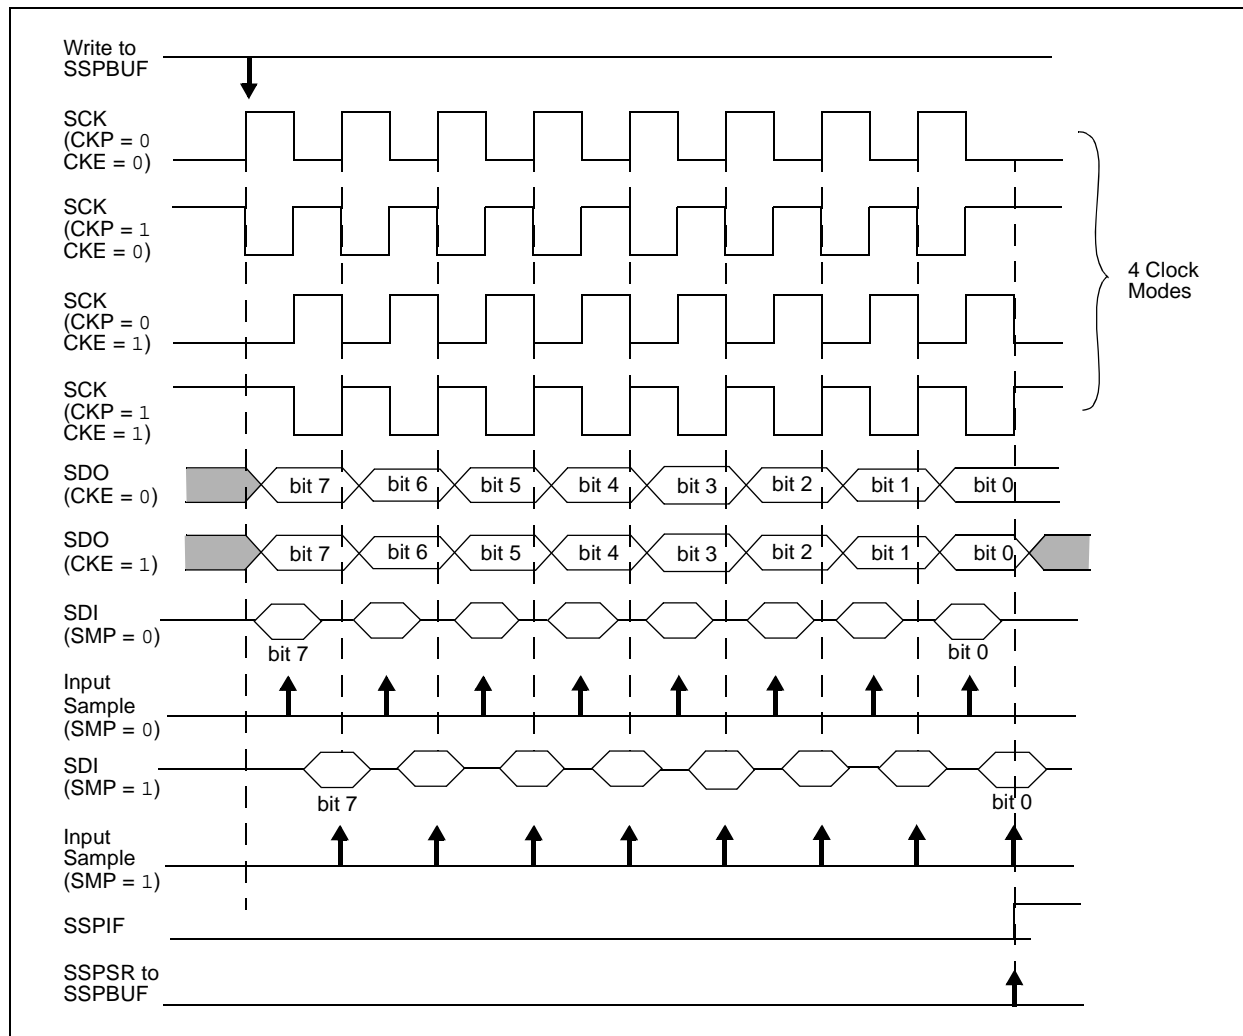 Write to
SSPBUF
SCK
(CKP = 0
CKE = 0)
SCK
(CKP = 1
CKE = 0)
SCK
(CKP = 0
CKE = 1)
4 Clock
Modes
SCK
(CKP = 1
CKE = 1)
SDO
(CKE = 0)
bit 7 bit 6 bit 5 bit 4 bit 3 bit 2 bit 1 bit 0
SDO
(CKE = 1)
bit 7 bit 6 bit 5 bit 4 bit 3 bit 2 bit 1 bit 0
SDI
(SMP = 0)
bit 7 bit 0
Input
Sample
(SMP = 0)
SDI
(SMP = 1)
bit 7 bit 0
Input
Sample
(SMP = 1)
SSPIF
SSPSR to
SSPBUF